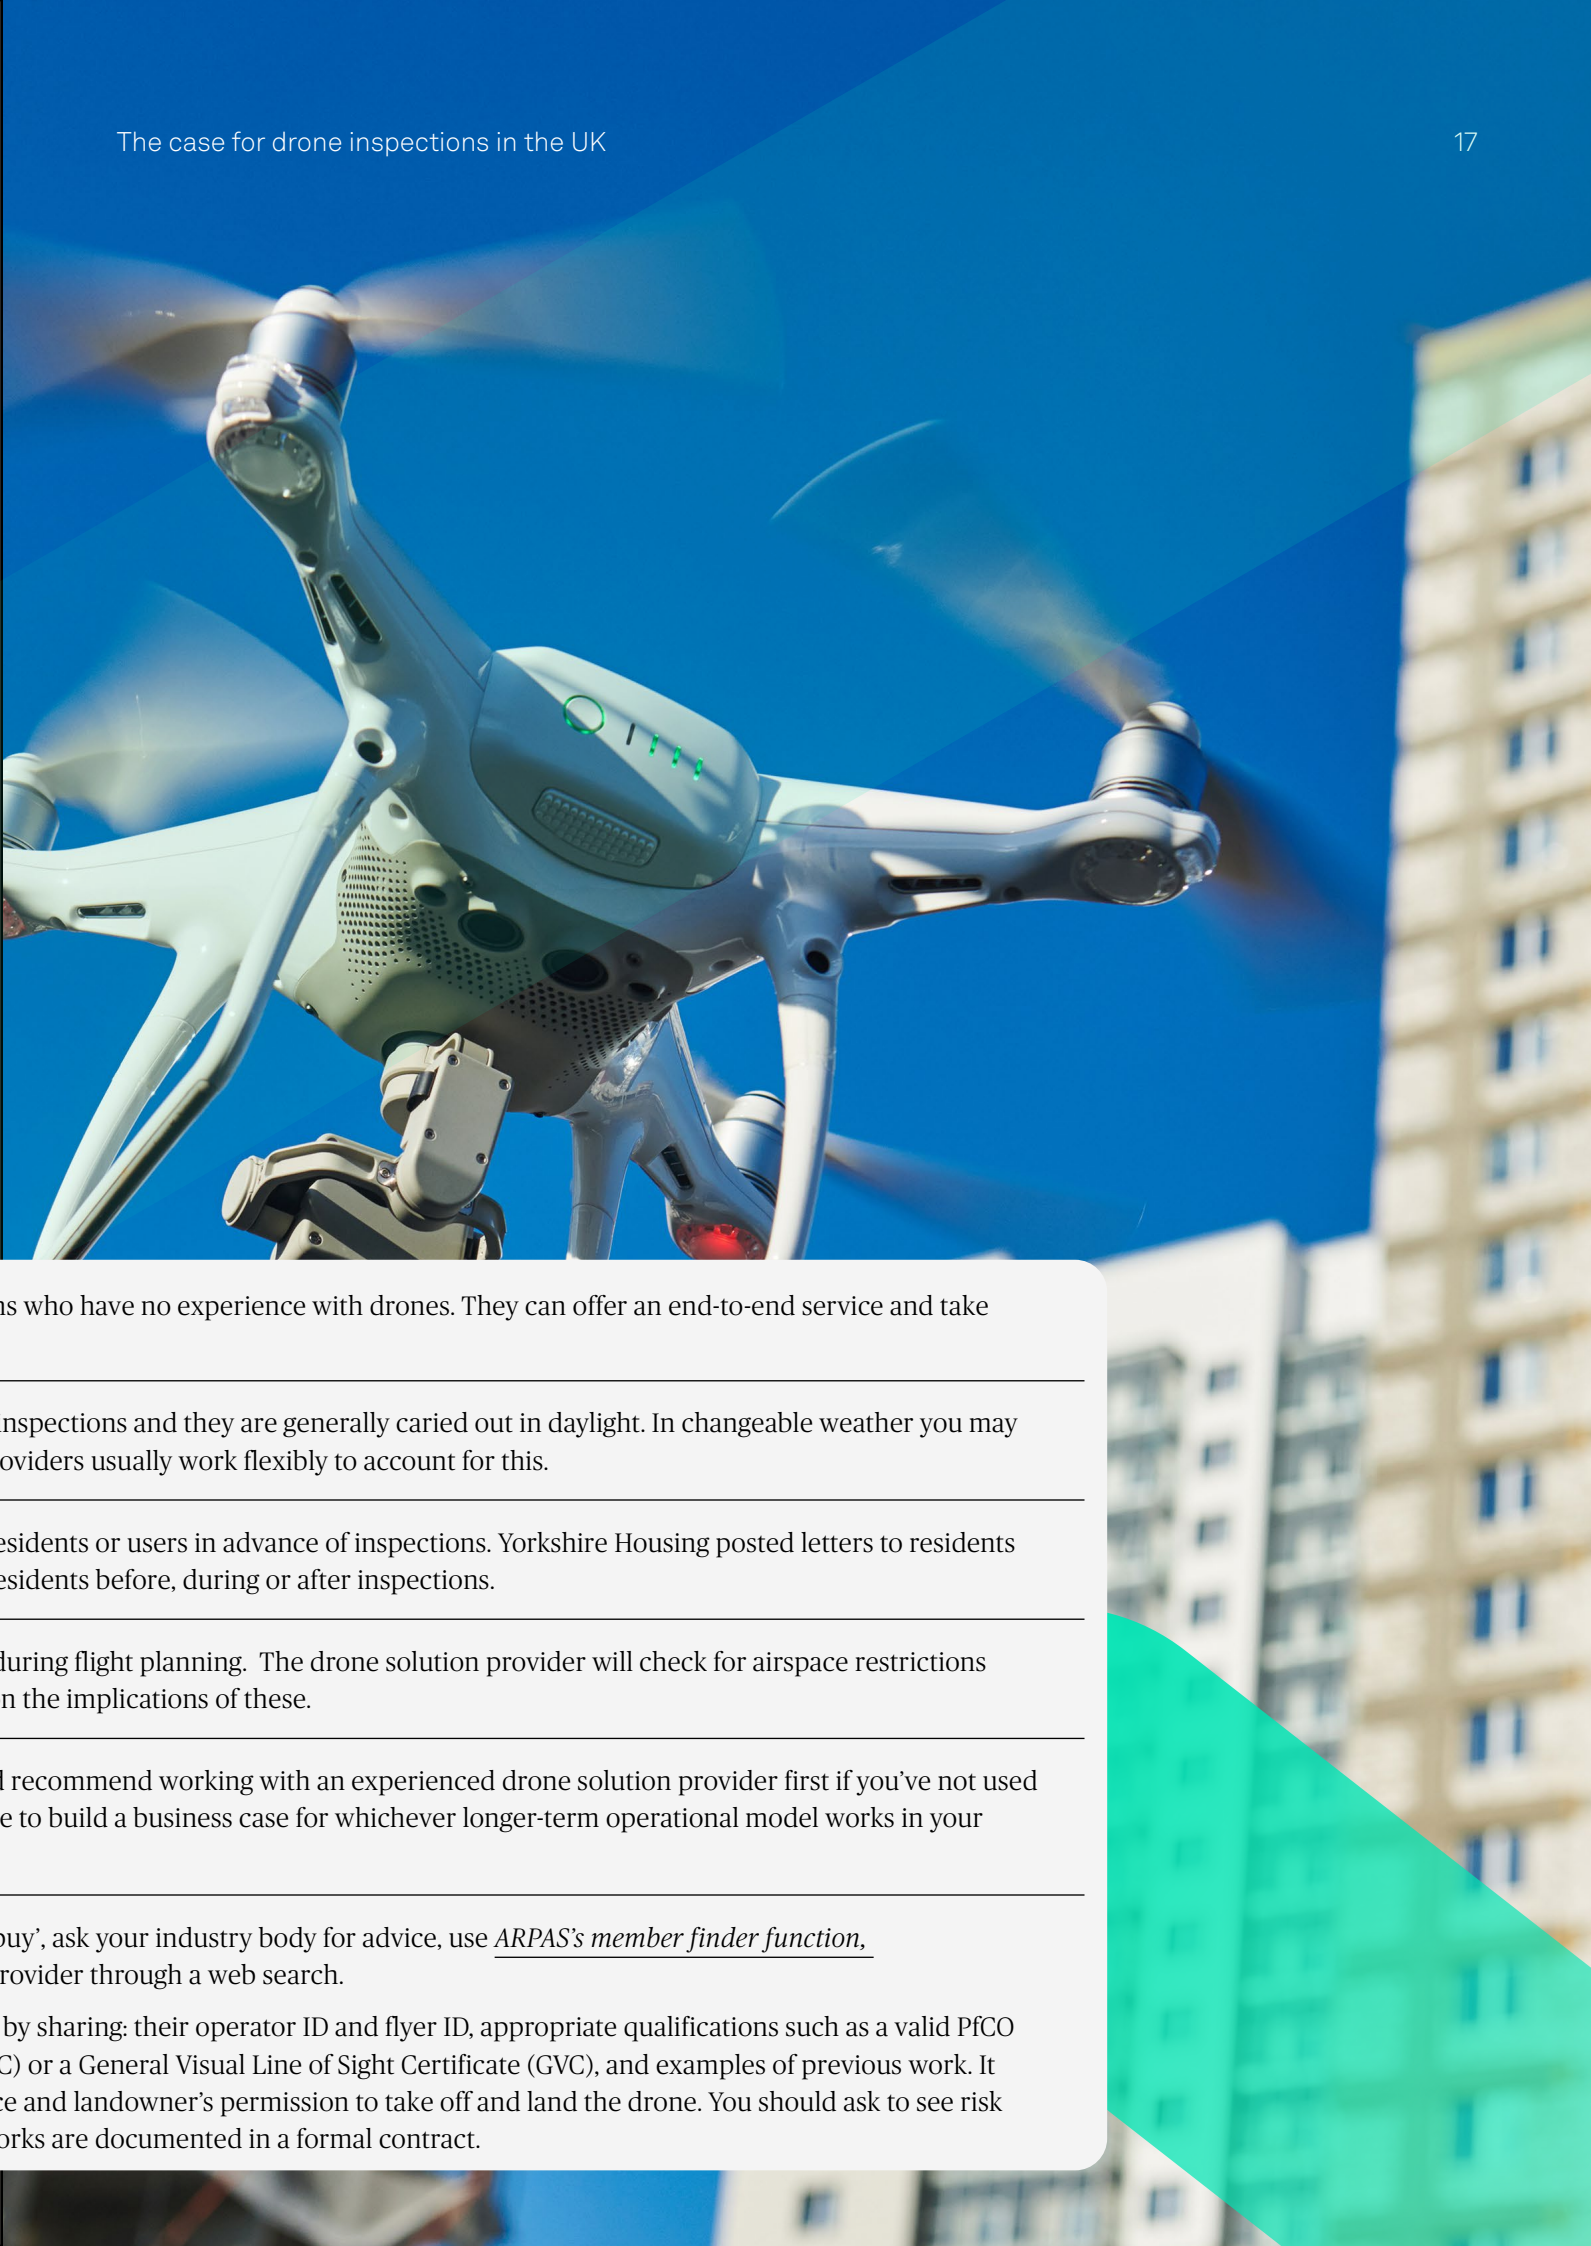 The case for drone inspections in the UK
17
who have no experience with drones. They can offer an end-to-end service and take
inspections and they are generally caried out in daylight. In changeable weather you may
usually work flexibly to account for this.
residents or users in advance of inspections. Yorkshire Housing posted letters to residents
residents before, during or after inspections.
during flight planning. The drone solution provider will check for airspace restrictions
the implications of these.
recommend working with an experienced drone solution provider first if you’ve not used
to build a business case for whichever longer-term operational model works in your
buy’, ask your industry body for advice, use ARPAS’s member finder function,
provider through a web search.
by sharing: their operator ID and flyer ID, appropriate qualifications such as a valid PfCO
C) or a General Visual Line of Sight Certificate (GVC), and examples of previous work. It
and landowner’s permission to take off and land the drone. You should ask to see risk
are documented in a formal contract.